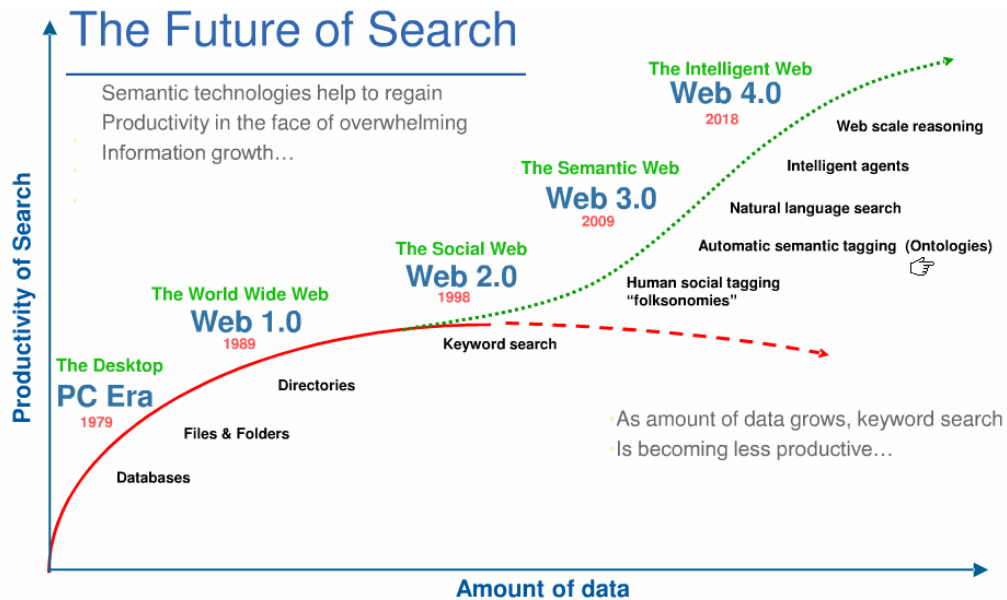 The Future of Search
Semantic technologies help to regain
Productivity in the face of overwhelming
Information growth…
The Intelligent Web
Web 4.0
2018
Web scale reasoning
Intelligent agents
The Semantic Web
Web 3.0
2009
Natural language search
Automatic semantic tagging (Ontologies)
The Social Web
Web 2.0
1998
Human social tagging
“folksonomies”
The World Wide Web
Web 1.0
1989
Keyword search
The Desktop
PC Era
1979
Directories
Files & Folders
Databases
As amount of data grows, keyword search
Is becoming less productive…
Productivity of Search
Amount of data